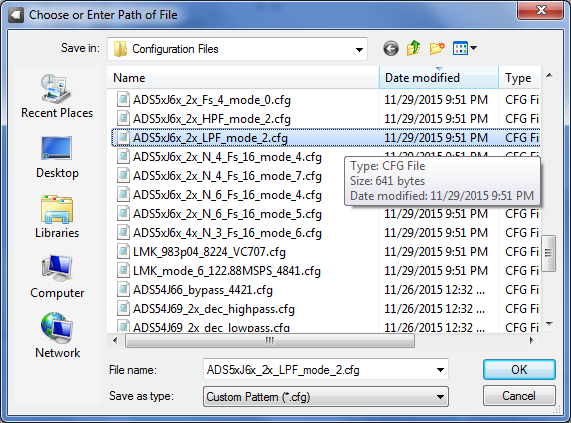 Choose or Enter Path of File
Save in: Configuration Files
Name Date modified Type
ADS5xJ6x_2x_Fs_4_mode_0.cfg 11/29/2015 9:51 PM CFG Fi
ADS5xJ6x_2x_HPF_mode_2.cfg 11/29/2015 9:51 PM CFG Fi
ADS5xJ6x_2x_LPF_mode_2.cfg 11/29/2015 9:51 PM CFG Fi
ADS5xJ6x_2x_N_4_Fs_16_mode_4.cfg 11/29/2015 9:51 PM CFG Fi
Type: CFG File
ADS5xJ6x_2x_N_4_Fs_16_mode_7.cfg
Size: 641 bytes
ADS5xJ6x_2x_N_6_Fs_16_mode_4.cfg
Date modified: 11/29/2015 9:51 PM
ADS5xJ6x_2x_N_6_Fs_16_mode_5.cfg 11/29/2015 9:51 PM CFG Fi
ADS5xJ6x_4x_N_3_Fs_16_mode_6.cfg 11/29/2015 9:51 PM CFG Fi
LMK_983p04_8224_VC707.cfg 11/29/2015 9:51 PM CFG Fi
LMK_mode_6_122.88MSPS_4841.cfg 11/29/2015 9:51 PM CFG Fi
ADS54J66_bypass_4421.cfg 11/26/2015 12:32 ... CFG Fi
ADS54J69_2x_dec_highpass.cfg 11/26/2015 12:32 ... CFG Fi
ADS54J69_2x_dec_lowpass.cfg 11/26/2015 12:32 ... CFG Fi
Recent Places
Desktop
Libraries
Computer
Network
File name: ADS5xJ6x_2x_LPF_mode_2.cfg OK
Save as type: Custom Pattern (*.cfg) Cancel